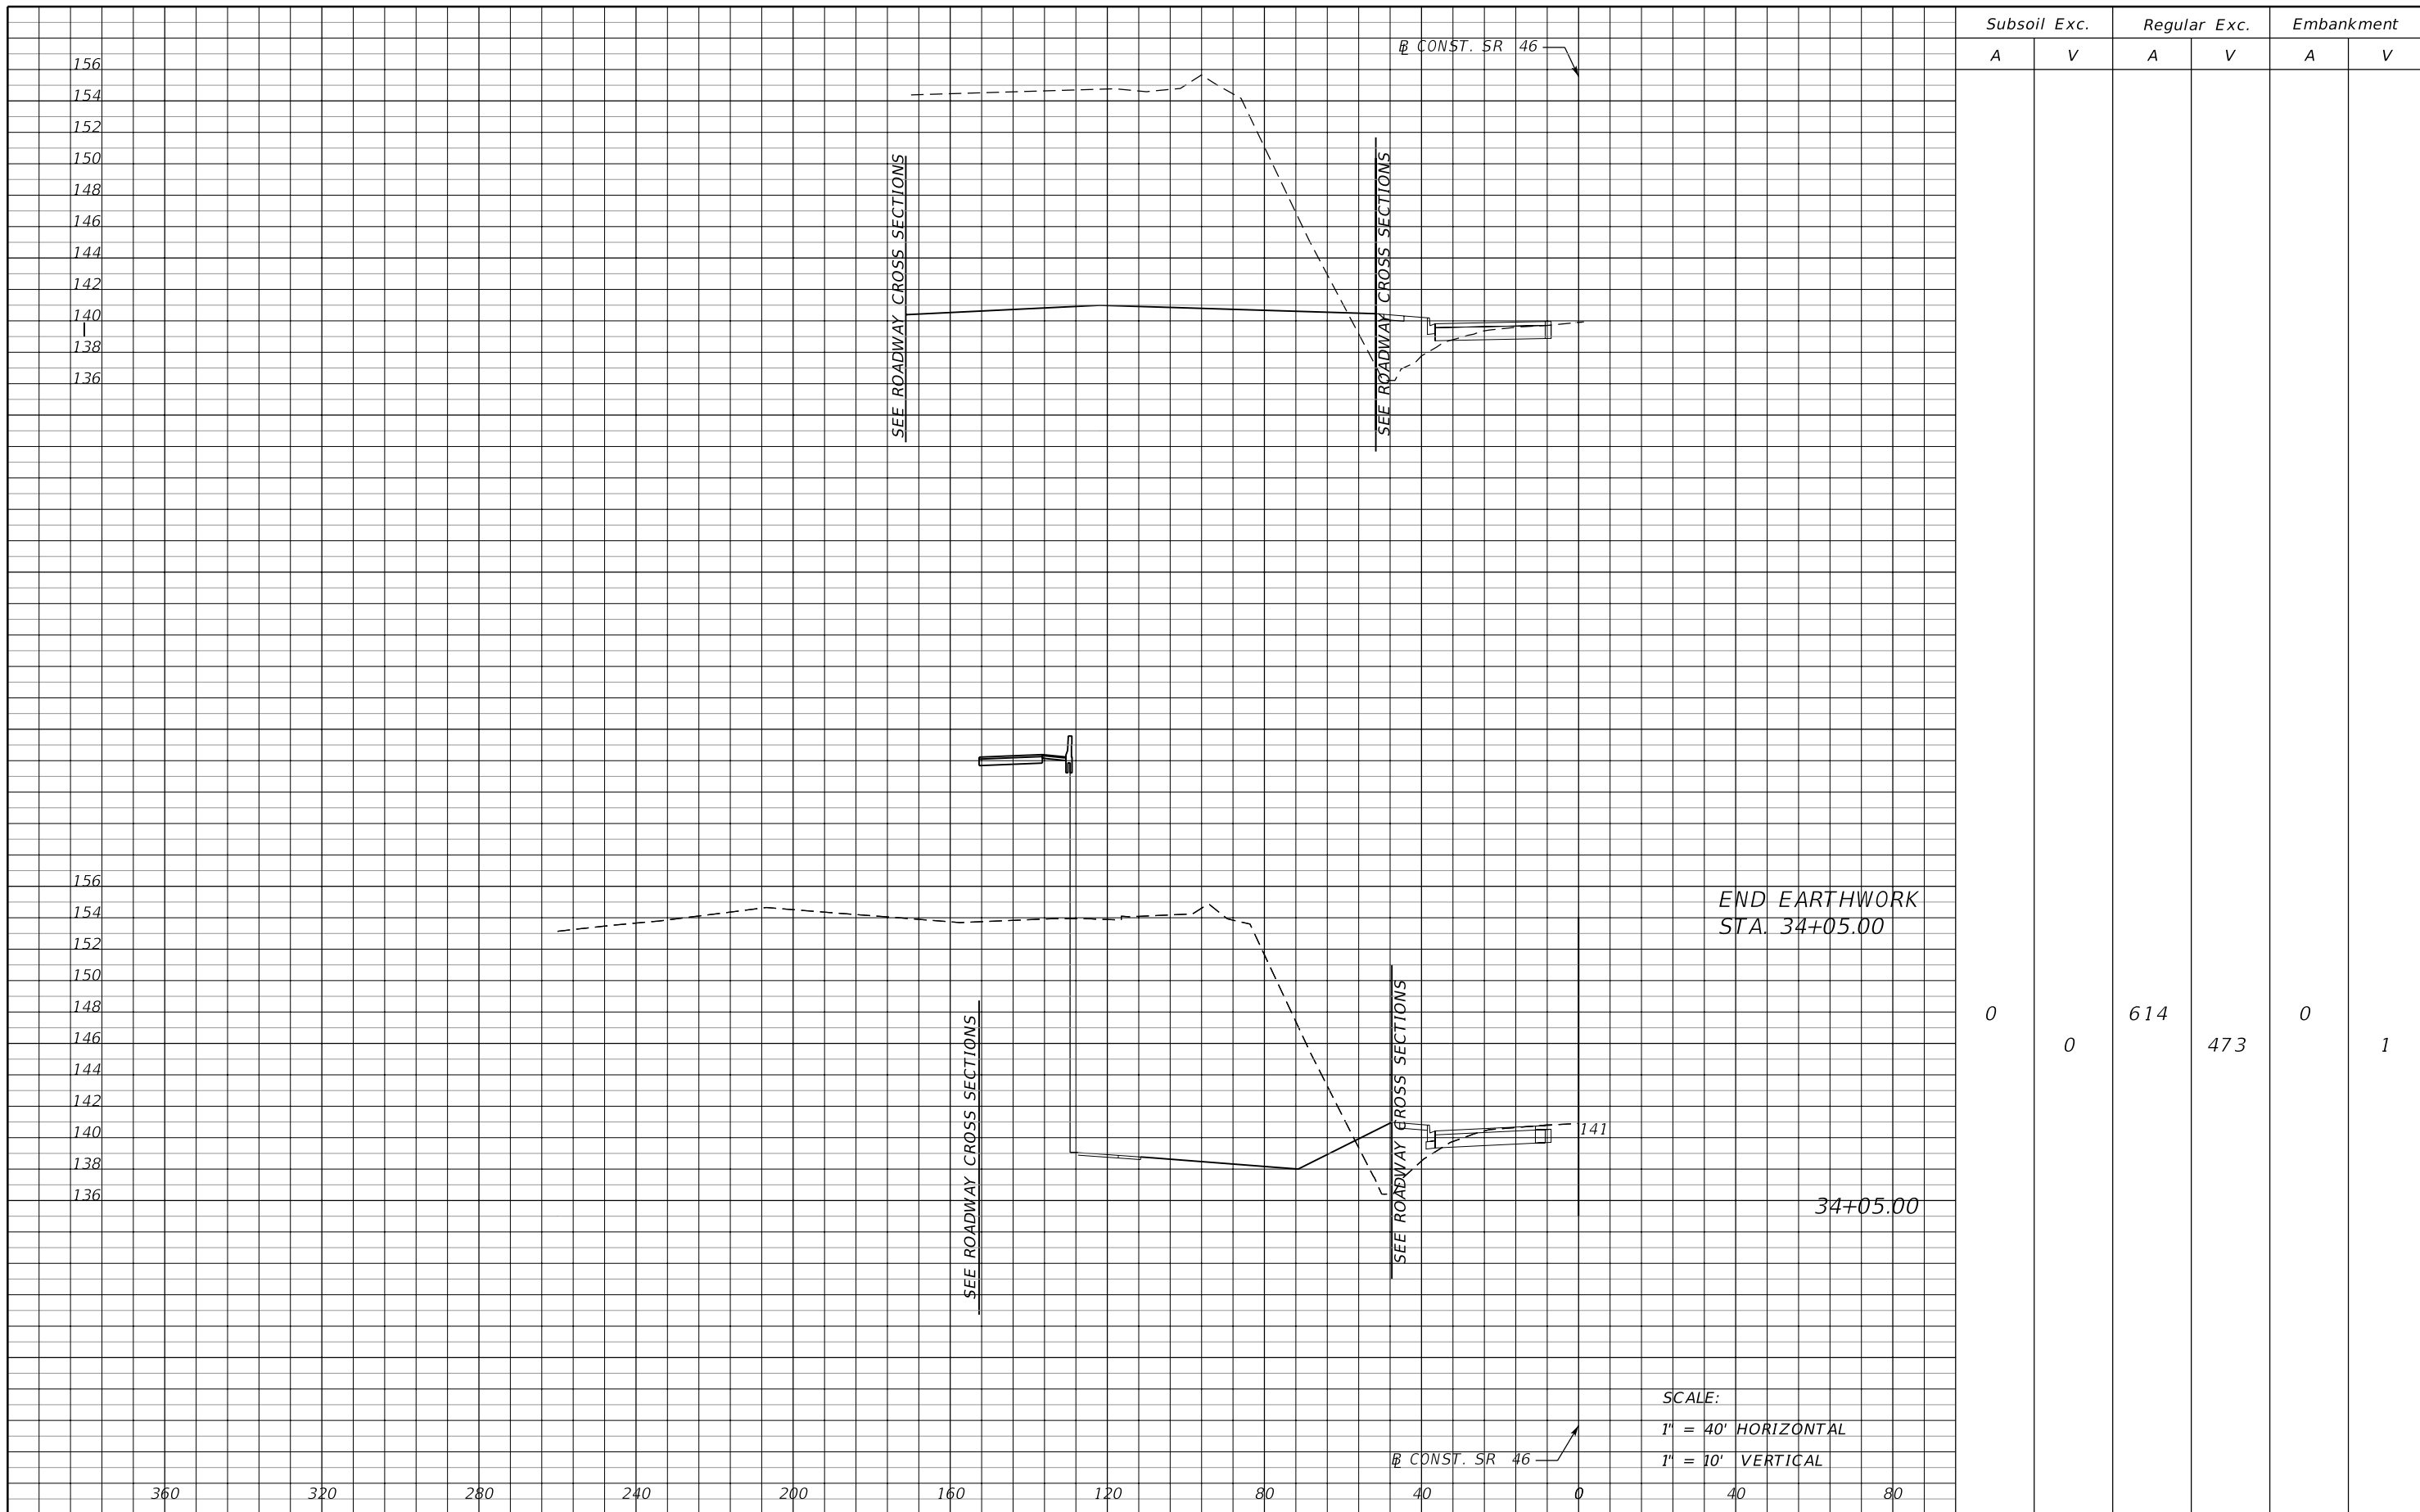 Subsoil Exc. Regular Exc. Embankment
A V A V A V
℄ CONST. SR 46
156
154
152
150
148
146
144
142
140
138
136
SEE ROADWAY CROSS SECTIONS
SEE ROADWAY CROSS SECTIONS
156
154
152
150
148
146
144
142
140
138
136
SEE ROADWAY CROSS SECTIONS
SEE ROADWAY CROSS SECTIONS
END EARTHWORK
STA. 34+05.00
0 614 0
0 473 1
141
34+05.00
SCALE:
1" = 40' HORIZONTAL
1" = 10' VERTICAL
℄ CONST. SR 46
360 320 280 240 200 160 120 80 40 0 40 80